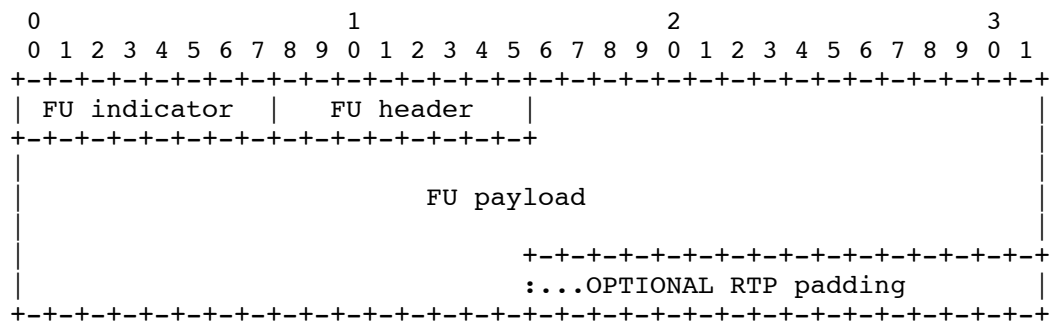 0                   1                   2                   3
 0 1 2 3 4 5 6 7 8 9 0 1 2 3 4 5 6 7 8 9 0 1 2 3 4 5 6 7 8 9 0 1
+-+-+-+-+-+-+-+-+-+-+-+-+-+-+-+-+-+-+-+-+-+-+-+-+-+-+-+-+-+-+-+-+
| FU indicator  |   FU header   |                               |
+-+-+-+-+-+-+-+-+-+-+-+-+-+-+-+-+                               |
|                                                               |
|                         FU payload                            |
|                                                               |
|                               +-+-+-+-+-+-+-+-+-+-+-+-+-+-+-+-+
|                               :...OPTIONAL RTP padding        |
+-+-+-+-+-+-+-+-+-+-+-+-+-+-+-+-+-+-+-+-+-+-+-+-+-+-+-+-+-+-+-+-+